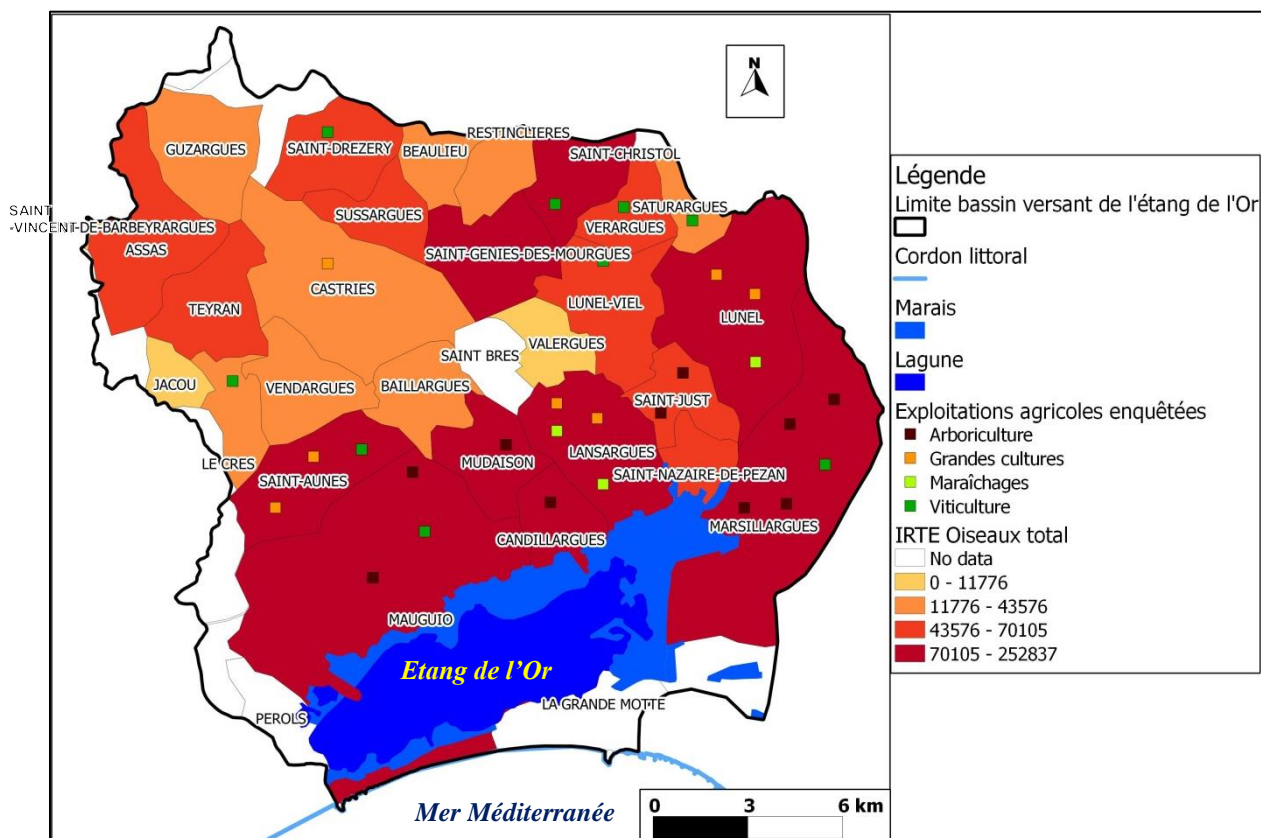 N
RESTINCLIERES
GUZARGUES
SAINT-DREZERY
BEAULIEU
SAINT-CHRISTOL
SAINT
-VINCENT-DE-BARBEYRARGUES
SUSSARGUES
SATURARGUES
VERARGUES
ASSAS
SAINT-GENIES-DES-MOURGUES
CASTRIES
TEYRAN
LUNEL-VIEL
LUNEL
VALERGUES
SAINT BRES
JACOU
VENDARGUES
BAILLARGUES
SAINT-JUST
LE CRES
MUDAISON
LANSARGUES
SAINT-AUNES
SAINT-NAZAIRE-DE-PEZAN
MARSILLARGUES
CANDILLARGUES
MAUGUIO
Etang de l'Or
LA GRANDE MOTTE
PEROLS
Mer Méditerranée
0 3 6 km
Légende
Limite bassin versant de l'étang de l'Or
Cordon littoral
Marais
Lagune
Exploitations agricoles enquêtées
Arboriculture
Grandes cultures
Maraîchages
Viticulture
IRTE Oiseaux total
No data
0 - 11776
11776 - 43576
43576 - 70105
70105 - 252837